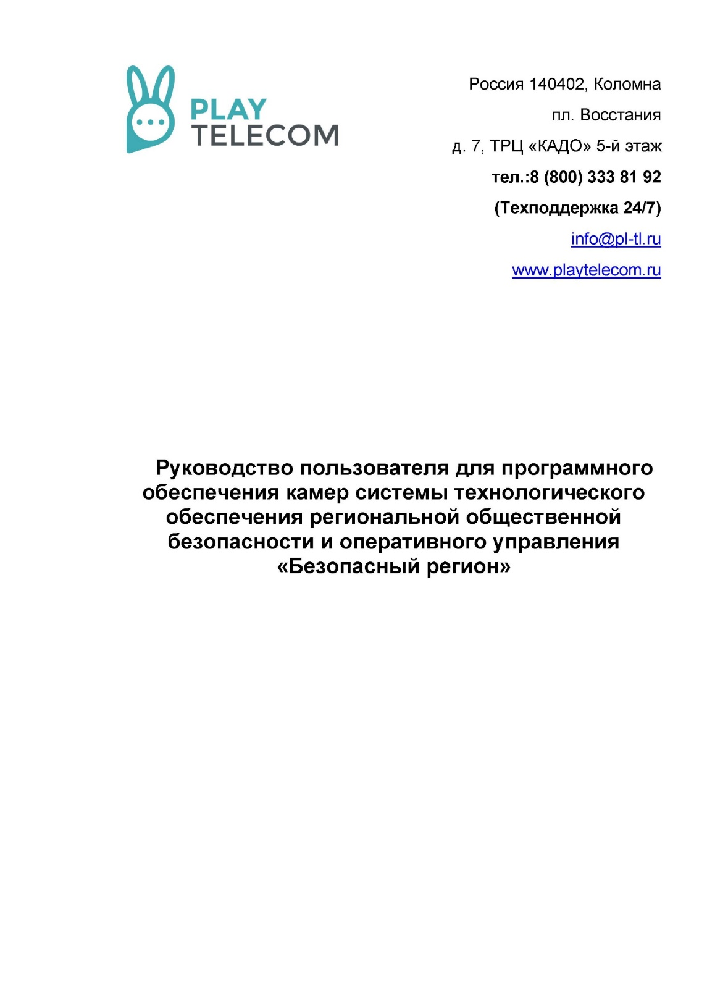 PLAY
TELECOM
Россия 140402, Коломна
пл. Восстания
д. 7, ТРЦ «КАДО» 5-й этаж
тел.:8 (800) 333 81 92
(Техподдержка 24/7)
info@pl-tl.ru
www.playtelecom.ru
Руководство пользователя для программного
обеспечения камер системы технологического
обеспечения региональной общественной
безопасности и оперативного управления
«Безопасный регион»